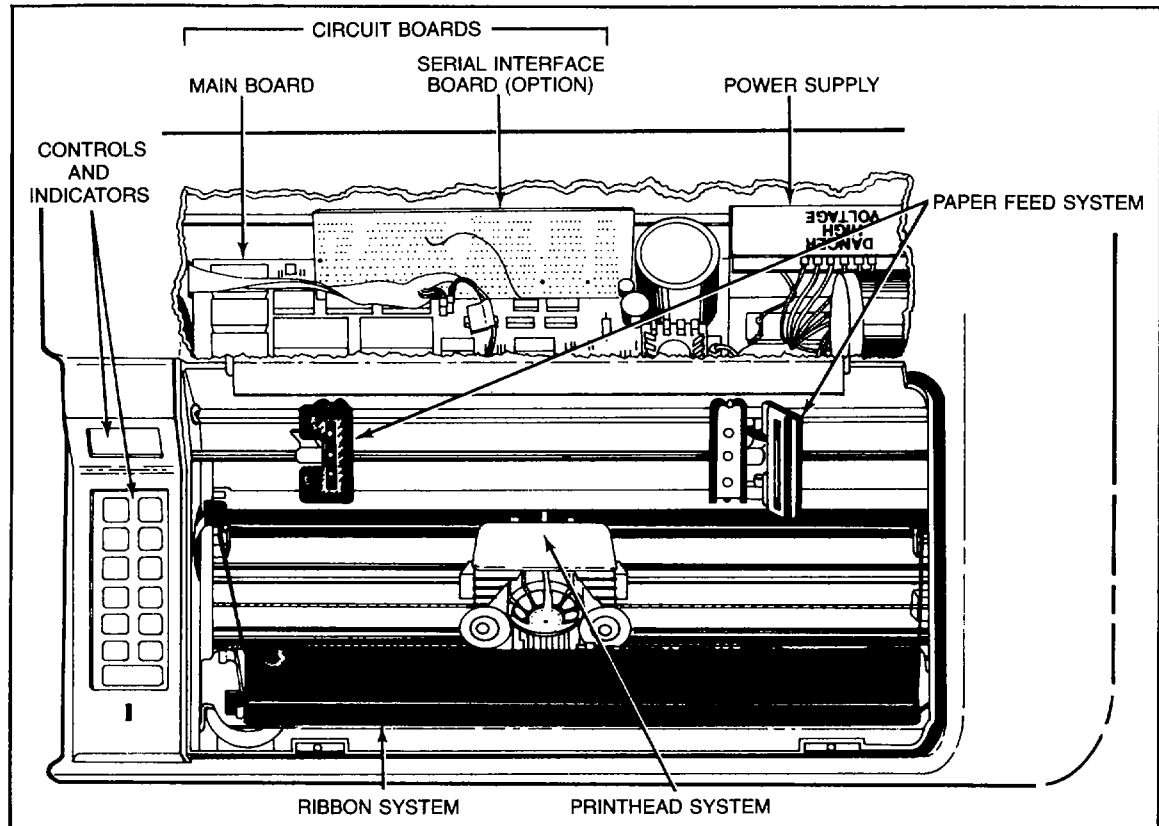 CIRCUIT BOARDS
MAIN BOARD
SERIAL INTERFACE
BOARD (OPTION)
POWER SUPPLY
CONTROLS
AND
INDICATORS
PAPER FEED SYSTEM
DANGER
HIGH
VOLTAGE
RIBBON SYSTEM
PRINTHEAD SYSTEM